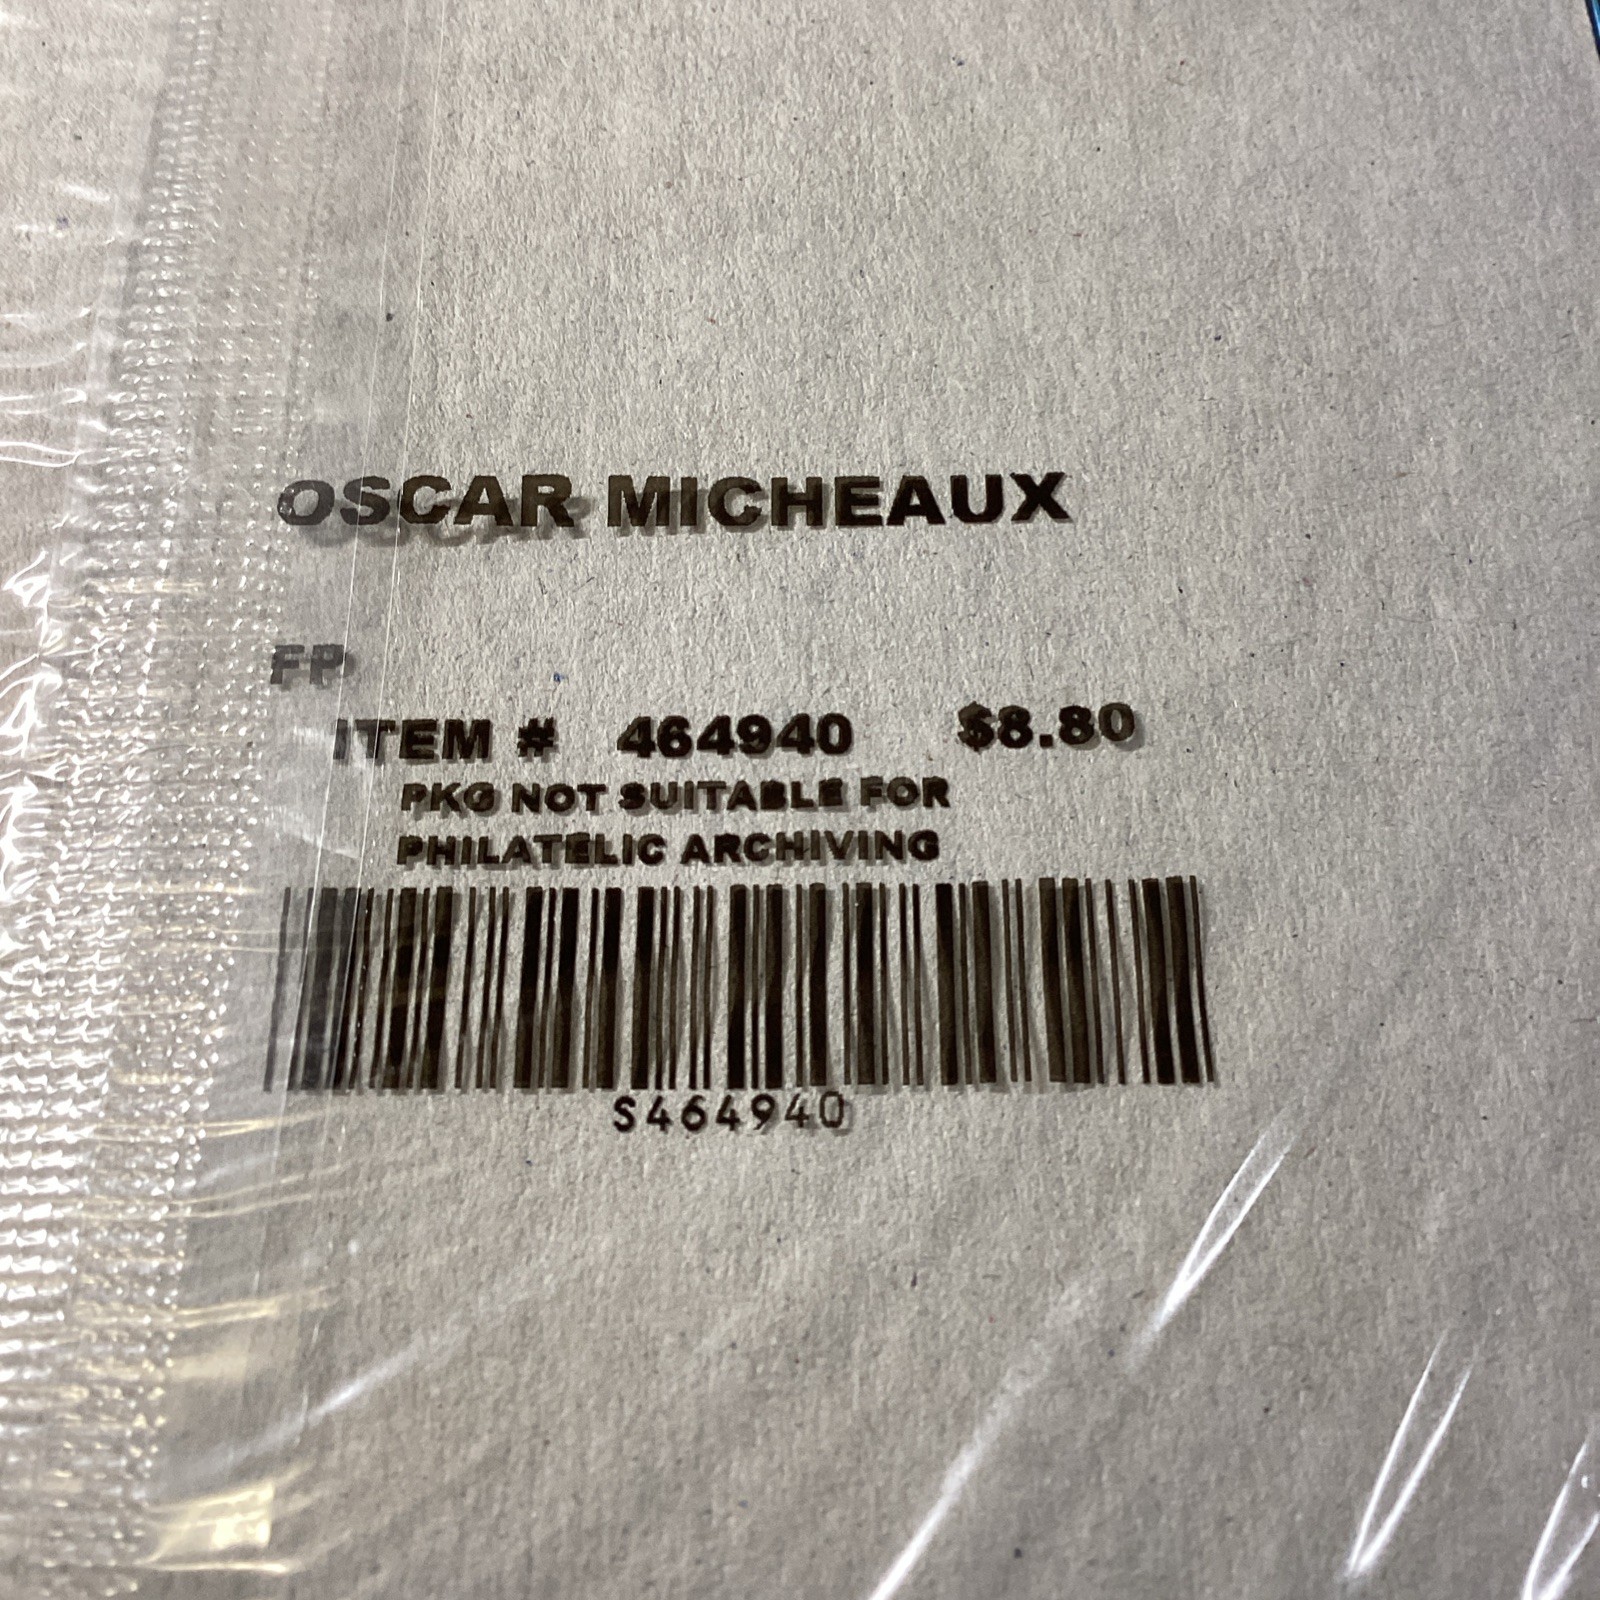 OSCAR MICHEAUX
FP
ITEM # 464940 $8.80
PKG NOT SUITABLE FOR
PHILATELIC ARCHIVING
S464940